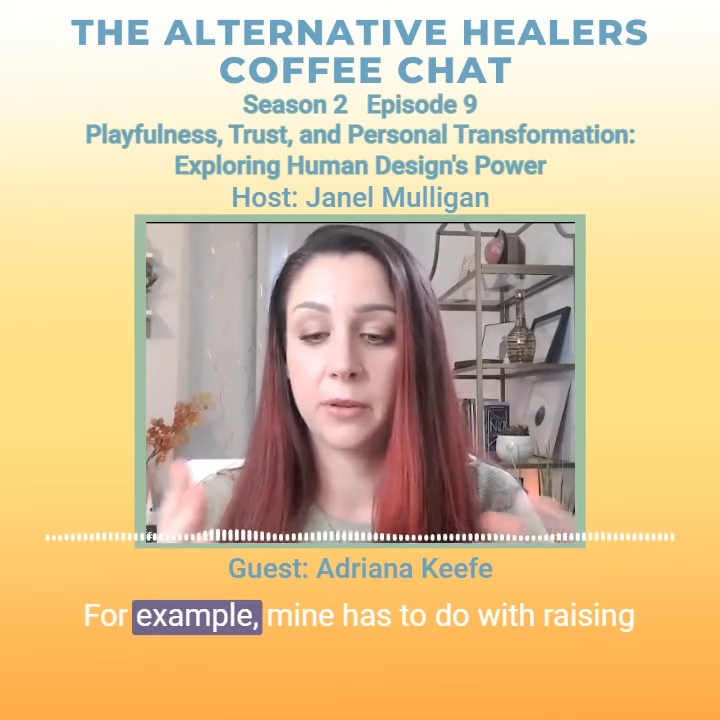 THE ALTERNATIVE HEALERS
COFFEE CHAT
Season 2 Episode 9
Playfulness, Trust, and Personal Transformation:
Exploring Human Design's Power
Host: Janel Mulligan
Guest: Adriana Keefe
For example, mine has to do with raising